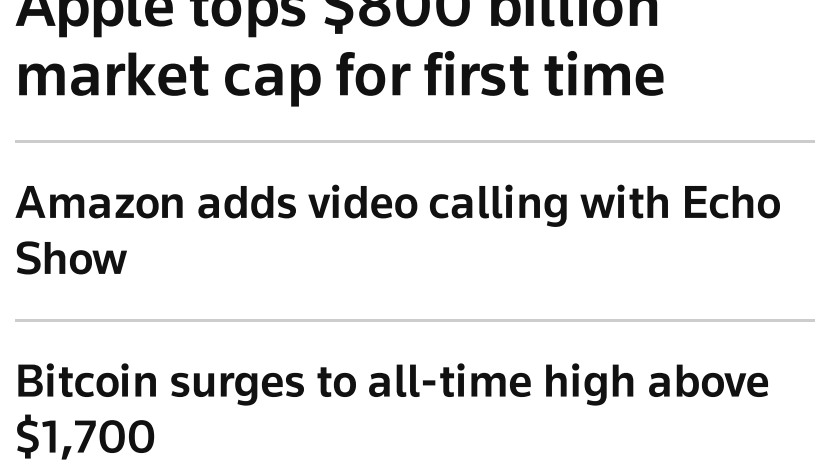 Apple tops $800 billion
market cap for first time
Amazon adds video calling with Echo
Show
Bitcoin surges to all-time high above
$1,700